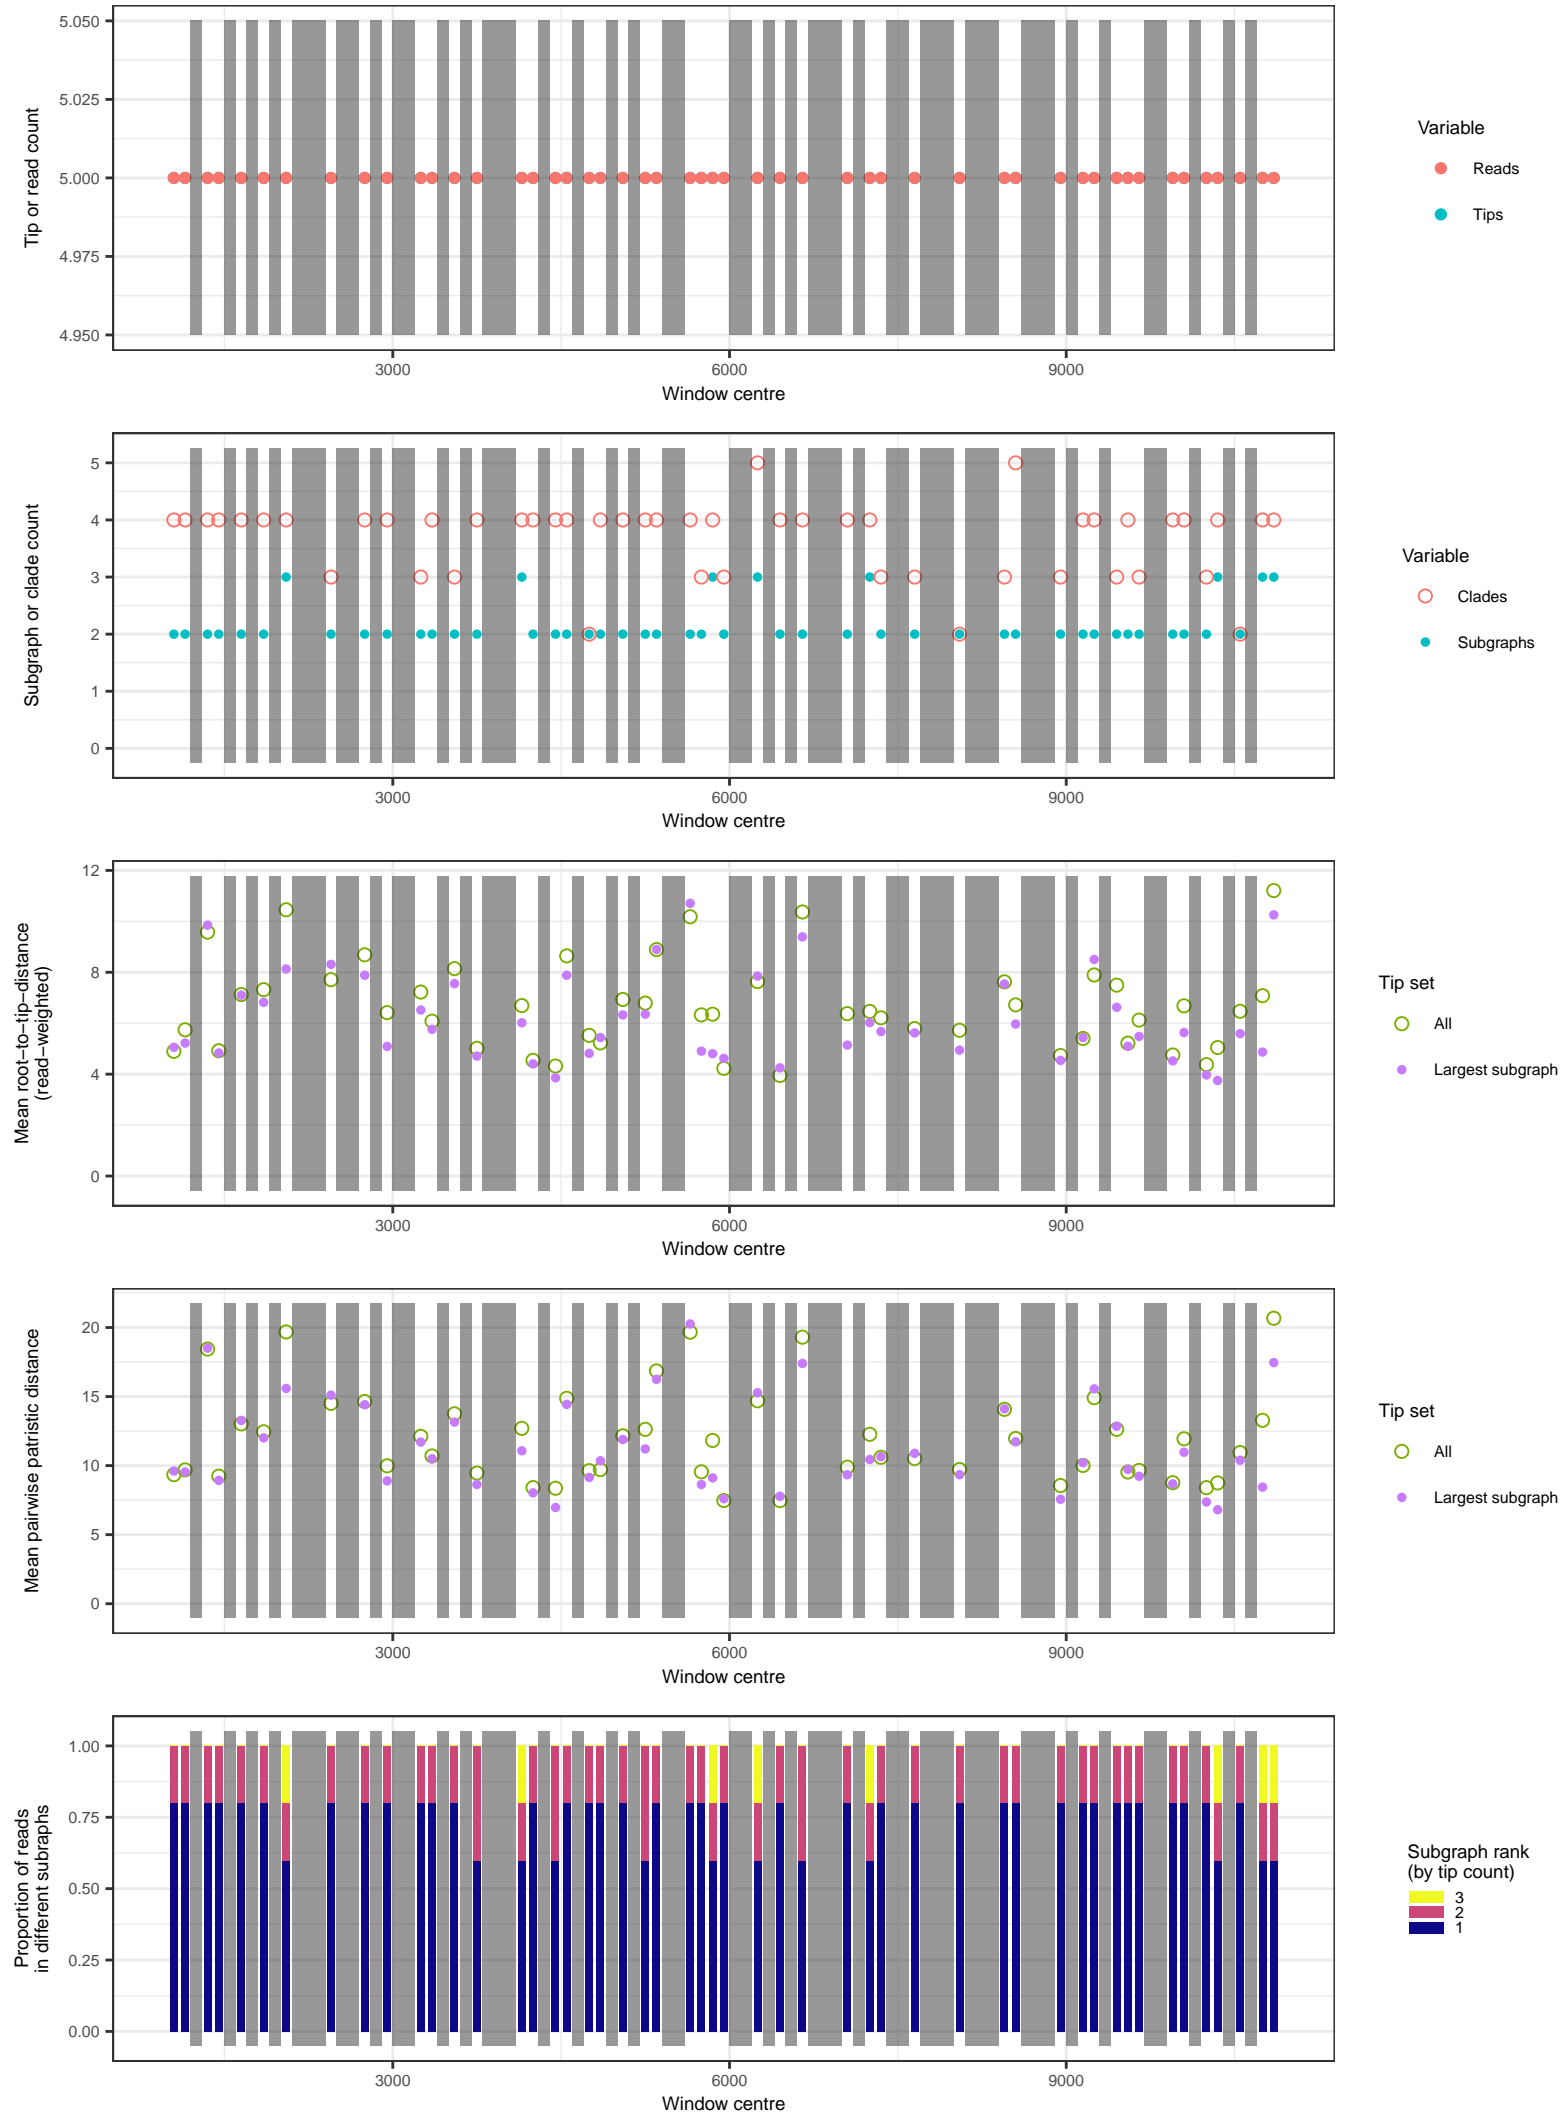 5.050
5.025
5.000
4.975
4.950
Tip or read count
3000
6000
9000
Window centre
Variable
Reads
Tips
5
4
3
2
1
0
Subgraph or clade count
3000
6000
9000
Window centre
Variable
Clades
Subgraphs
12
8
4
0
Mean root−to−tip−distance
(read−weighted)
3000
6000
9000
Window centre
Tip set
All
Largest subgraph
20
15
10
5
0
Mean pairwise patristic distance
3000
6000
9000
Window centre
Tip set
All
Largest subgraph
1.00
0.75
0.50
0.25
0.00
Proportion of reads
in different subraphs
3000
6000
9000
Window centre
Subgraph rank
(by tip count)
3
2
1